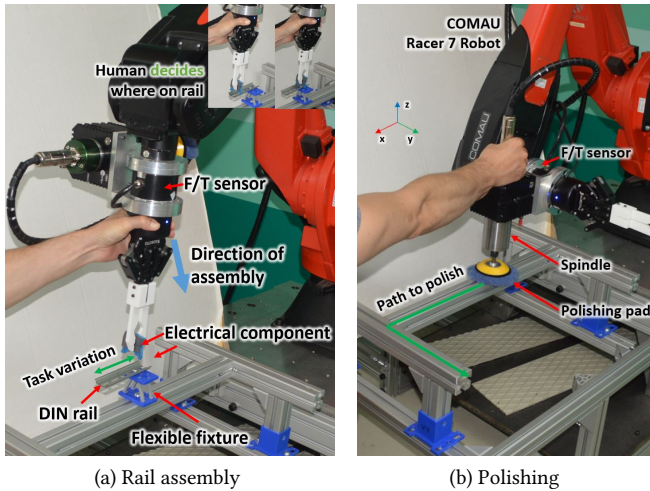 Human decides
where on rail
F/T sensor
Direction of
assembly
Electrical component
Task variation
DIN rail
Flexible fixture
(a) Rail assembly
COMAU
Racer 7 Robot
z
x
y
COMAU
F/T sensor
Spindle
Path to polish
Polishing pad
(b) Polishing